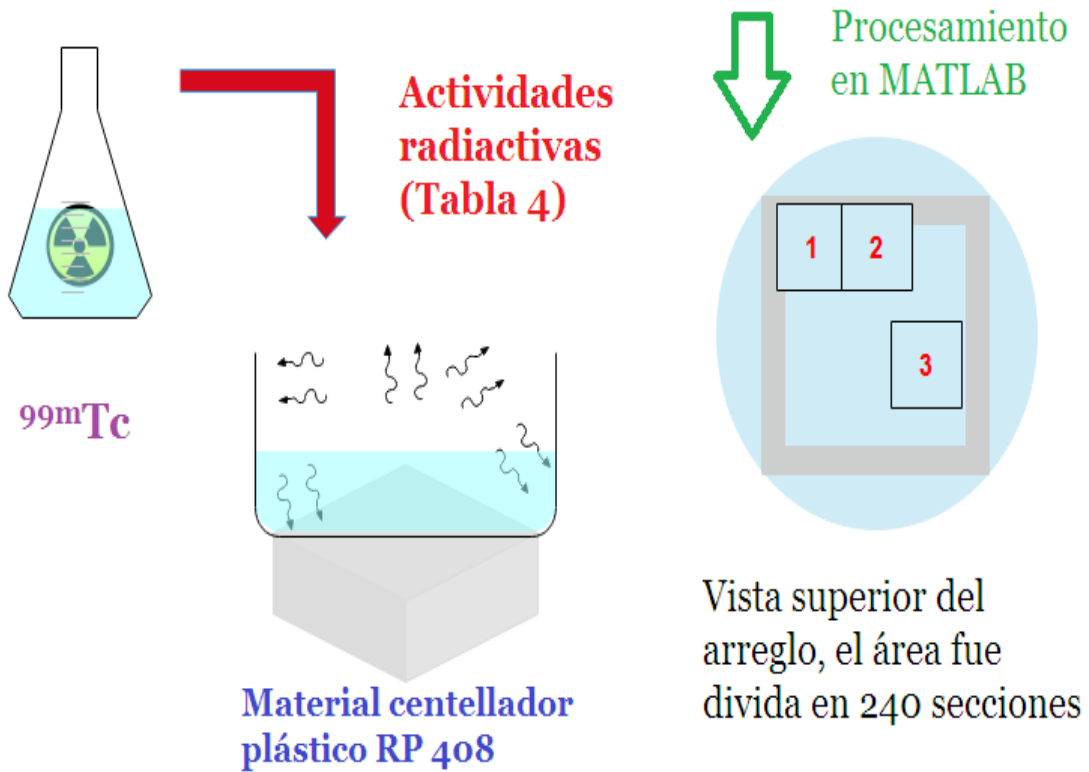 Actividades
radiactivas
(Tabla 4)
99mTc
Material centellador
plástico RP 408
Procesamiento
en MATLAB
1 2
3
Vista superior del
arreglo, el área fue
divida en 240 secciones